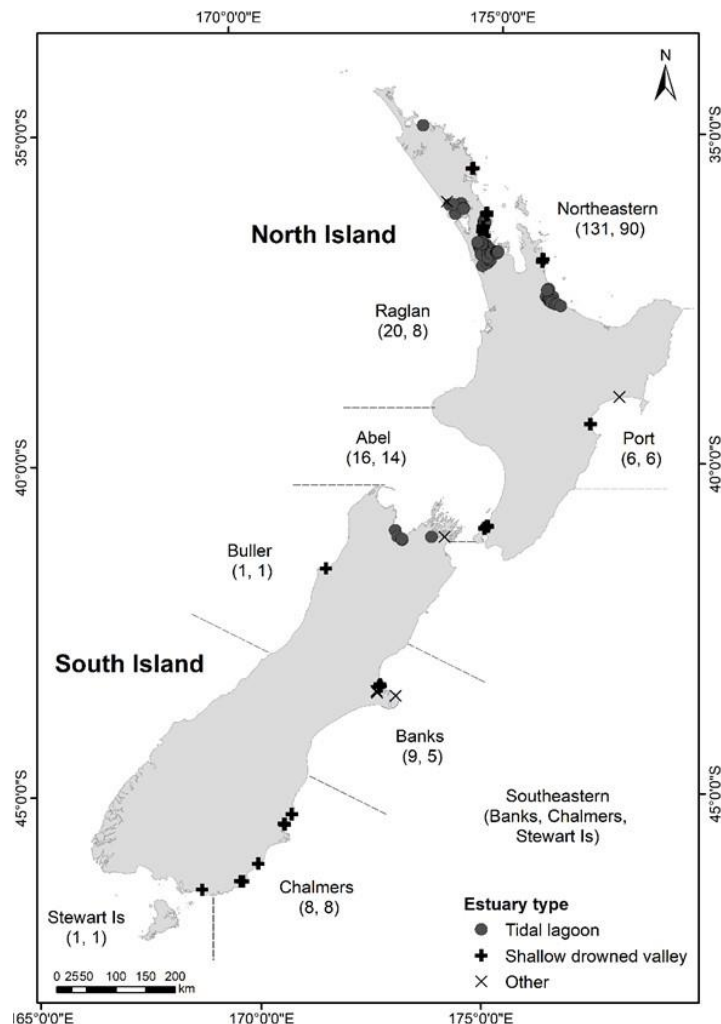 170°0'0"E 175°0'0"E
N
35°0'0"S 35°0'0"S
Northeastern
(131, 90)
North Island
Raglan
(20, 8)
Abel
(16, 14)
Port
(6, 6)
40°0'0"S 40°0'0"S
Buller
(1, 1)
South Island
Banks
(9, 5)
45°0'0"S 45°0'0"S
Southeastern
(Banks, Chalmers,
Stewart Is)
Chalmers
(8, 8)
Stewart Is
(1, 1)
Estuary type
Tidal lagoon
Shallow drowned valley
Other
0 2550 100 150 200
km
165°0'0"E 170°0'0"E 175°0'0"E